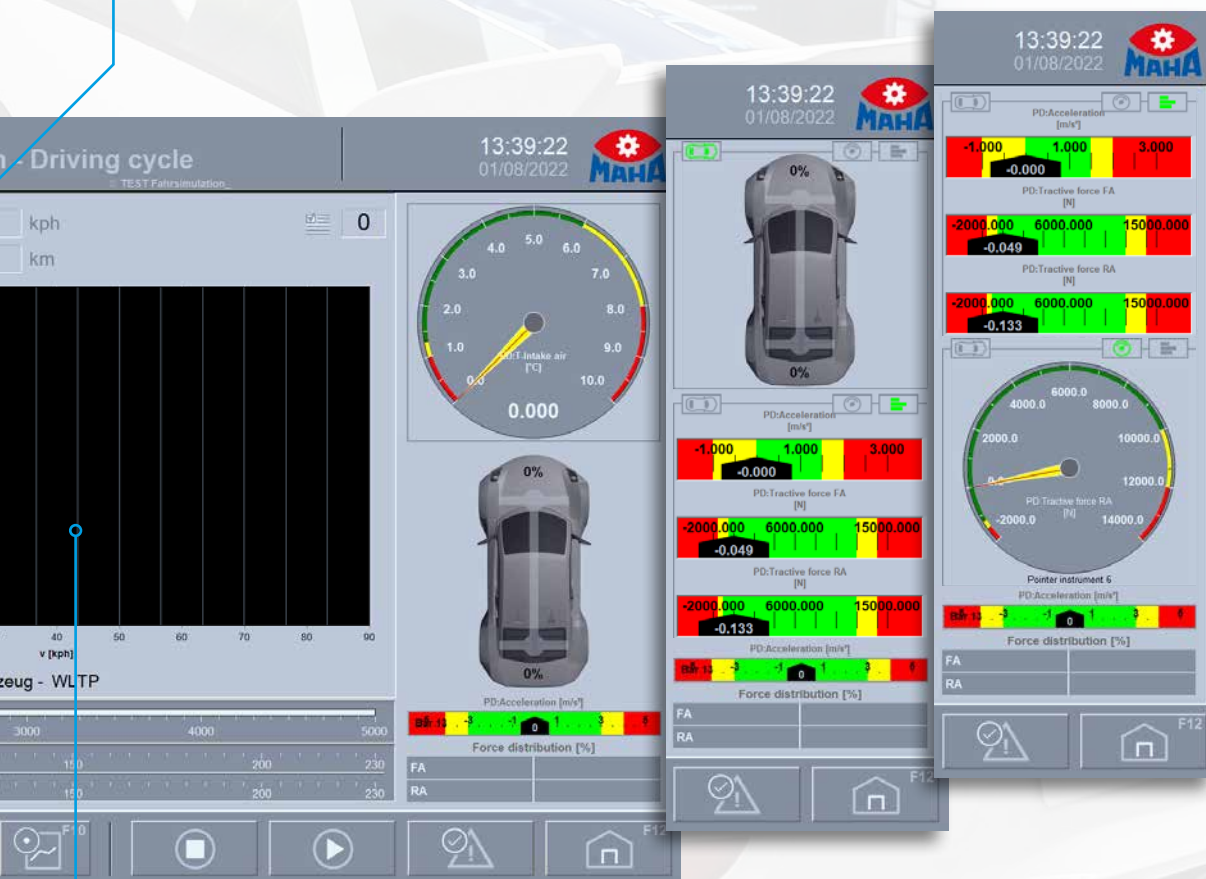 - Driving cycle
TEST Fahrsimulation_
13:39:22
01/08/2022
MAHA
kph
0
km
5.0
4.0
6.0
3.0
7.0
2.0
8.0
1.0
9.0
0.0
10.0
PD:T-Intake air
[°C]
0.000
0%
0%
40 50 60 70 80 90
v [kph]
zeug - WLTP
3000 4000 5000
150 200 230
150 200 230
PD:Acceleration [m/s²]
-3 -1 0 1 3 5
Force distribution [%]
FA
RA
F10
F12
13:39:22
01/08/2022
MAHA
0%
0%
PD:Acceleration
[m/s²]
-1.000 1.000 3.000
-0.000
PD:Tractive force FA
[N]
-2000.000 6000.000 15000.000
-0.049
PD:Tractive force RA
[N]
-2000.000 6000.000 15000.000
-0.133
PD:Acceleration [m/s²]
-3 -1 0 1 3 5
Force distribution [%]
FA
RA
F12
13:39:22
01/08/2022
MAHA
PD:Acceleration
[m/s²]
-1.000 1.000 3.000
-0.000
PD:Tractive force FA
[N]
-2000.000 6000.000 15000.000
-0.049
PD:Tractive force RA
[N]
-2000.000 6000.000 15000.000
-0.133
6000.0
4000.0
8000.0
2000.0
10000.0
0.0
12000.0
-2000.0
14000.0
PD:Tractive force RA
[N]
Pointer instrument 6
PD:Acceleration [m/s²]
-3 -1 0 1 3 5
Force distribution [%]
FA
RA
F12